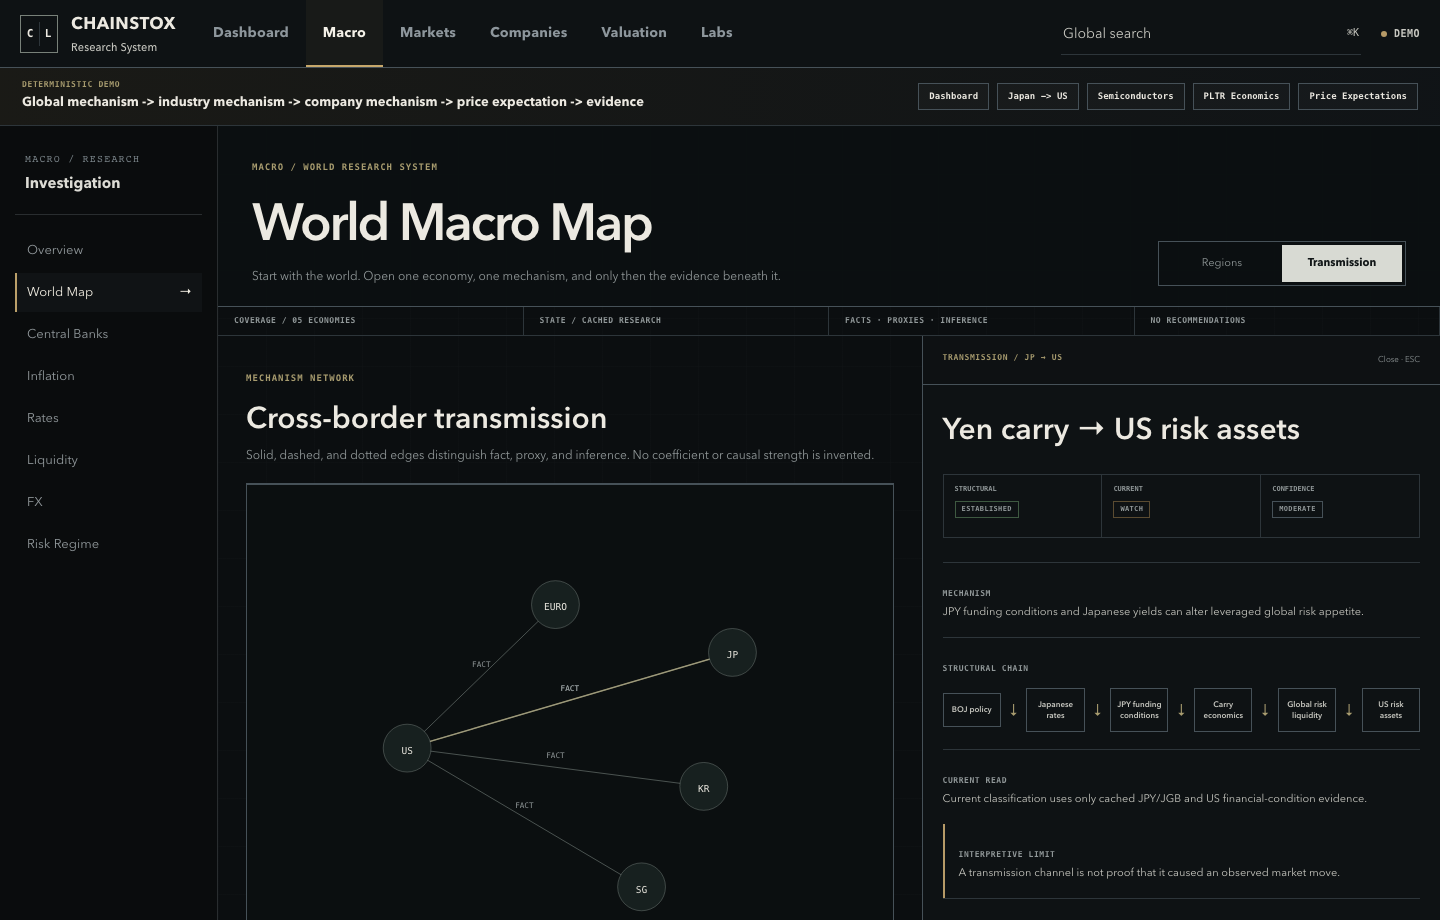 C L
CHAINSTOX
Research System
Dashboard
Macro
Markets
Companies
Valuation
Labs
Global search
⌘K
DEMO
DETERMINISTIC DEMO
Global mechanism -> industry mechanism -> company mechanism -> price expectation -> evidence
Dashboard
Japan —> US
Semiconductors
PLTR Economics
Price Expectations
MACRO / RESEARCH
Investigation
Overview
World Map →
Central Banks
Inflation
Rates
Liquidity
FX
Risk Regime
MACRO / WORLD RESEARCH SYSTEM
World Macro Map
Start with the world. Open one economy, one mechanism, and only then the evidence beneath it.
Regions
Transmission
COVERAGE / 05 ECONOMIES
STATE / CACHED RESEARCH
FACTS · PROXIES · INFERENCE
NO RECOMMENDATIONS
MECHANISM NETWORK
Cross-border transmission
Solid, dashed, and dotted edges distinguish fact, proxy, and inference. No coefficient or causal strength is invented.
EURO
JP
FACT
FACT
US
FACT
KR
FACT
SG
TRANSMISSION / JP → US
Close · ESC
Yen carry → US risk assets
STRUCTURAL
ESTABLISHED
CURRENT
WATCH
CONFIDENCE
MODERATE
MECHANISM
JPY funding conditions and Japanese yields can alter leveraged global risk appetite.
STRUCTURAL CHAIN
BOJ policy
↓
Japanese
rates
↓
JPY funding
conditions
↓
Carry
economics
↓
Global risk
liquidity
↓
US risk
assets
CURRENT READ
Current classification uses only cached JPY/JGB and US financial-condition evidence.
INTERPRETIVE LIMIT
A transmission channel is not proof that it caused an observed market move.